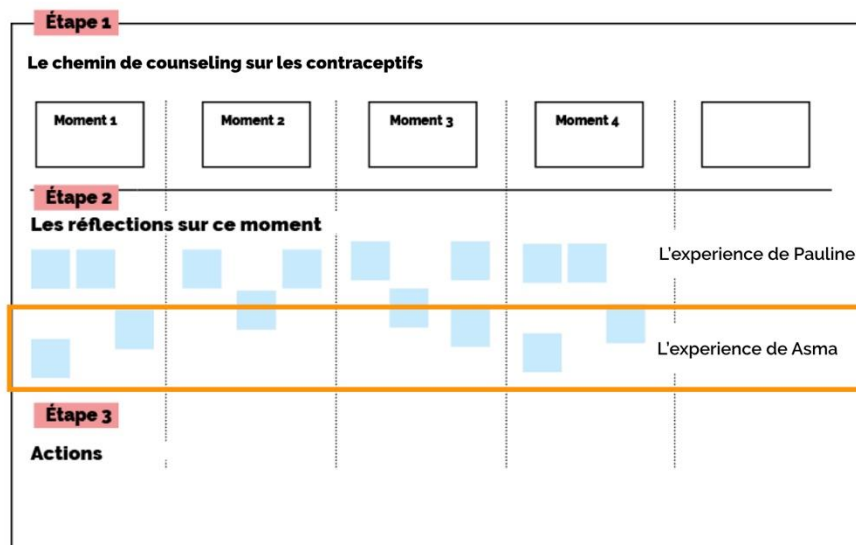 Étape 1
Le chemin de counseling sur les contraceptifs
Moment 1
Moment 2
Moment 3
Moment 4
Étape 2
Les réflections sur ce moment
L'experience de Pauline
L'experience de Asma
Étape 3
Actions